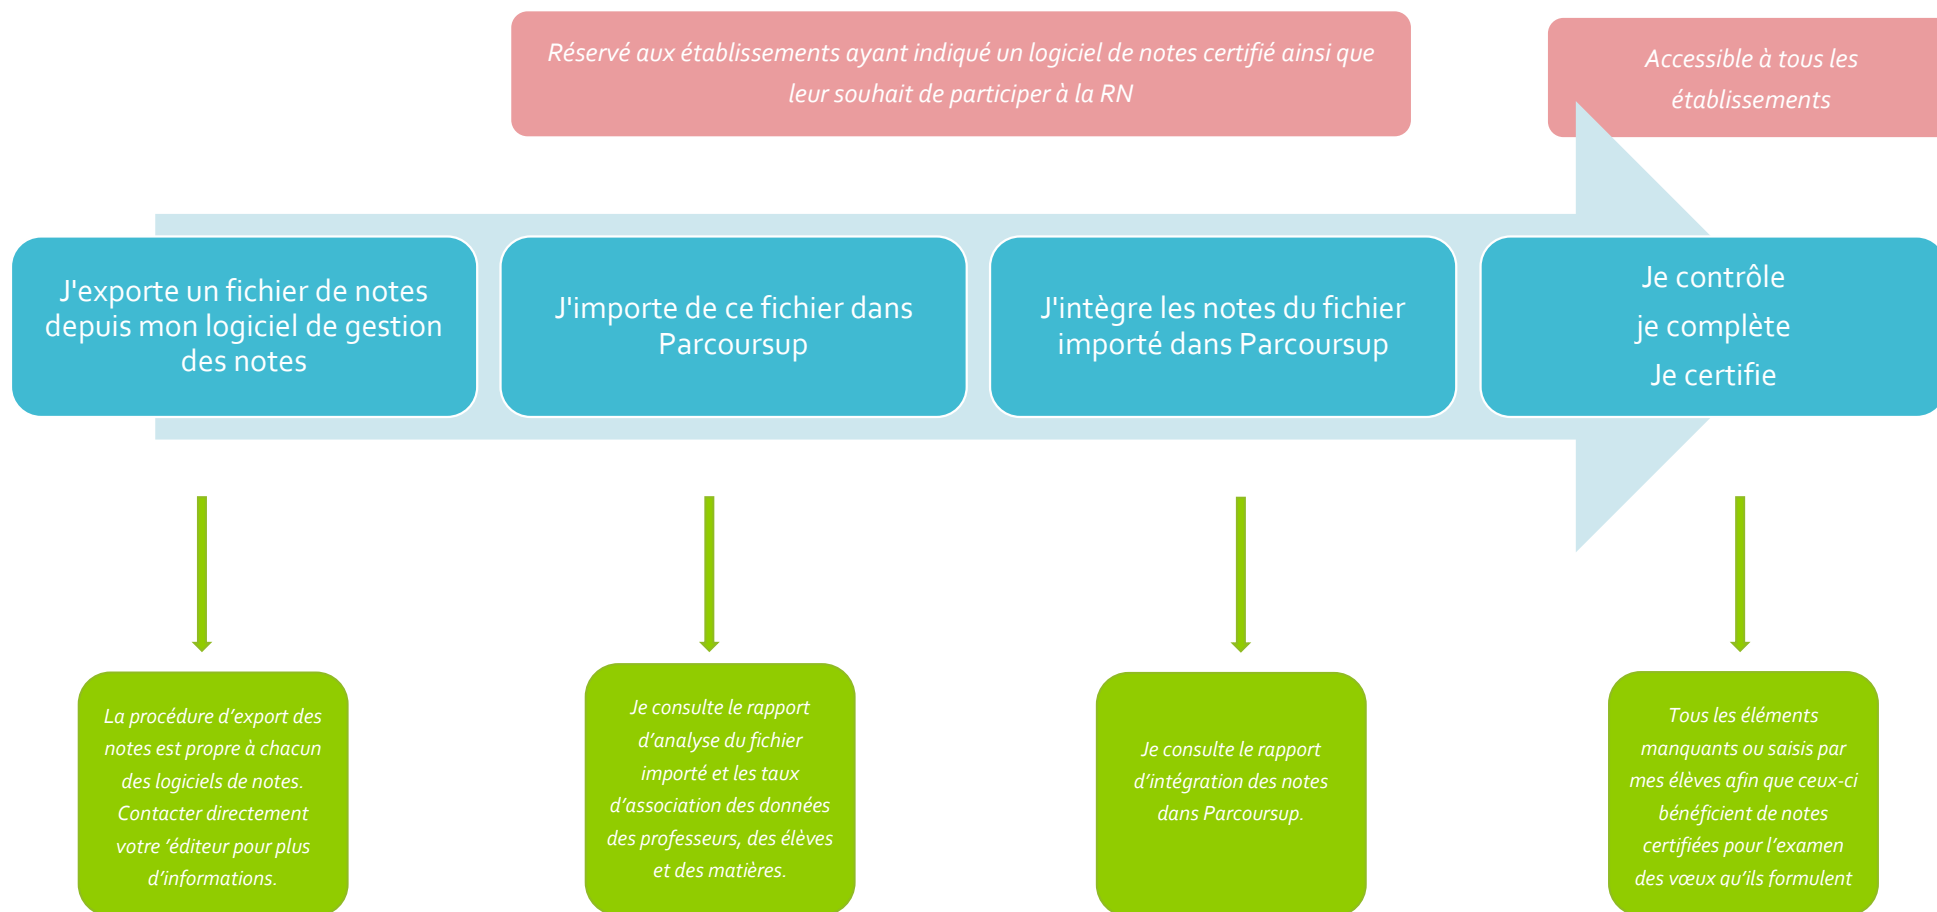 Réservé aux établissements ayant indiqué un logiciel de notes certifié ainsi que
leur souhait de participer à la RN
Accessible à tous les
établissements
J'exporte un fichier de notes
depuis mon logiciel de gestion
des notes
J'importe de ce fichier dans
Parcoursup
J'intègre les notes du fichier
importé dans Parcoursup
Je contrôle
je complète
Je certifie
La procédure d'export des
notes est propre à chacun
des logiciels de notes.
Contacter directement
votre 'éditeur pour plus
d'informations.
Je consulte le rapport
d'analyse du fichier
importé et les taux
d'association des données
des professeurs, des élèves
et des matières.
Je consulte le rapport
d'intégration des notes
dans Parcoursup.
Tous les éléments
manquants ou saisis par
mes élèves afin que ceux-ci
bénéficient de notes
certifiées pour l'examen
des vœux qu'ils formulent